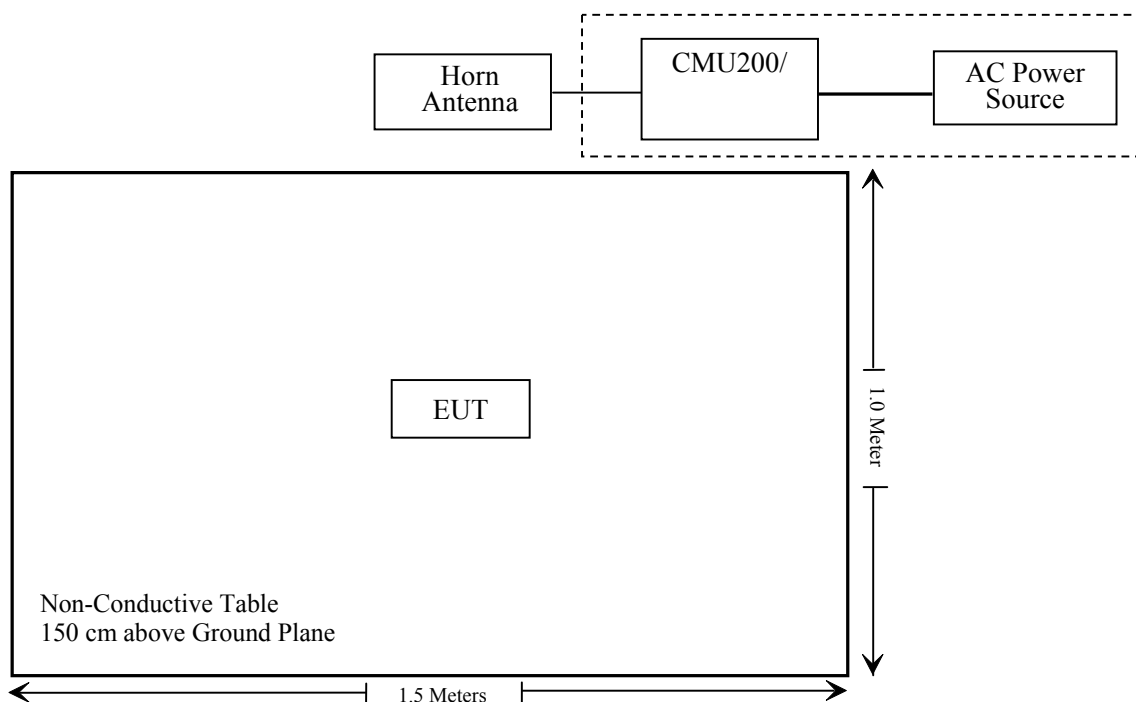 Horn
Antenna
CMU200/
AC Power
Source
EUT
1.0 Meter
Non-Conductive Table
150 cm above Ground Plane
1.5 Meters